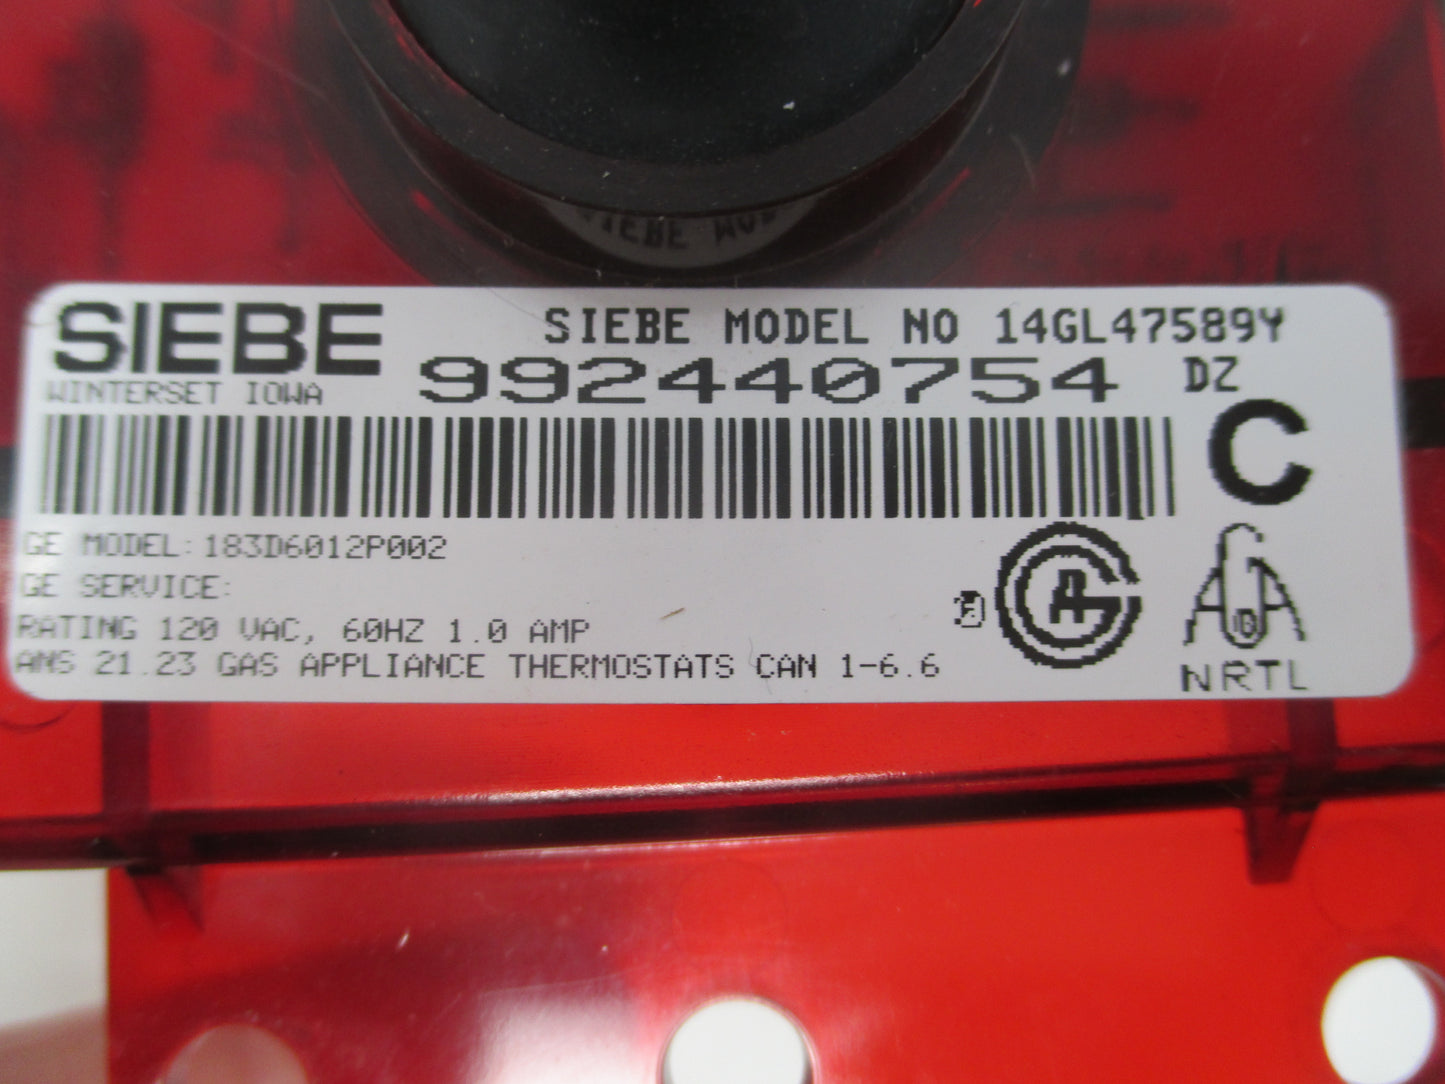 SIEBE
SIEBE MODEL NO 14GL47589Y
WINTERSET IOWA
992440754 DZ
C
GE MODEL: 183D6012P002
GE SERVICE:
RATING 120 VAC, 60HZ 1.0 AMP
ANS 21.23 GAS APPLIANCE THERMOSTATS CAN 1-6.6
AGA
NRTL